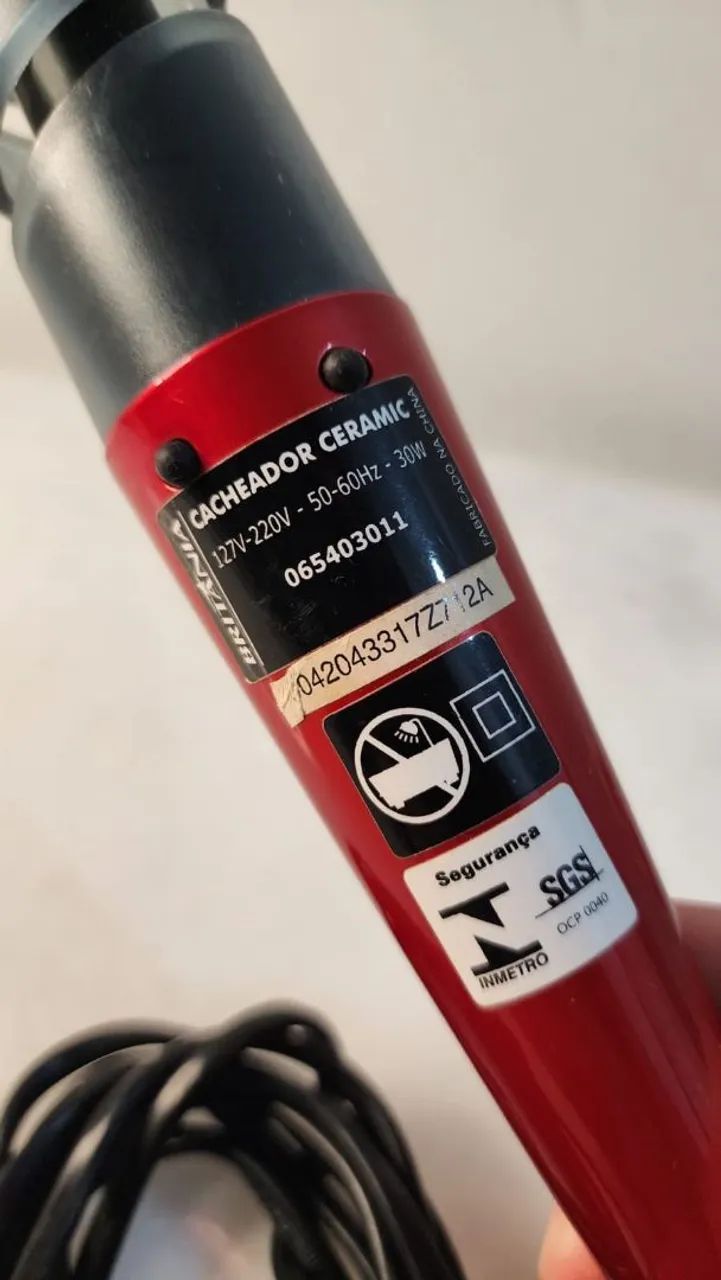 CACHEADOR CERAMIC
127V-220V - 50-60Hz - 30W
065403011
BRITÂNIA
FABRICADO NA CHINA
Segurança
SGS
OCP 0040
INMETRO